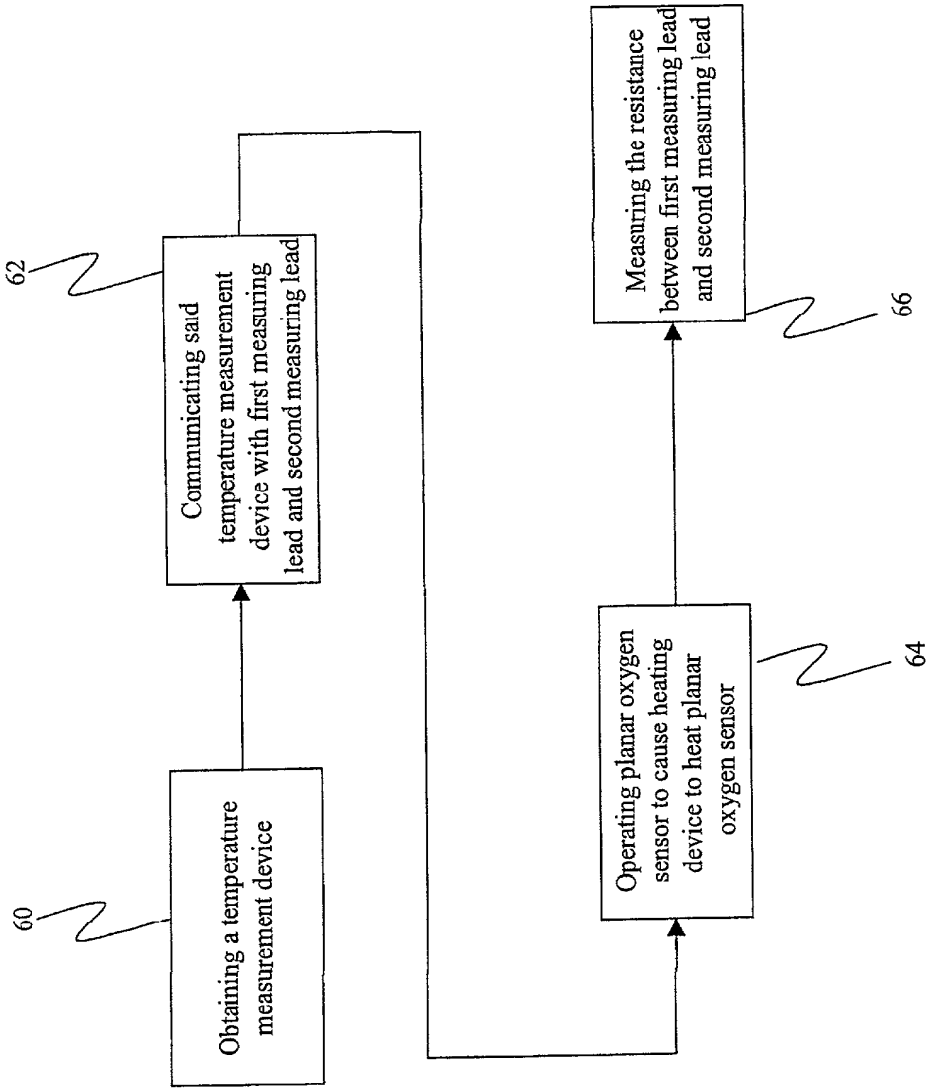 60
Obtaining a temperature
measurement device
62
Communicating said
temperature measurement
device with first measuring
lead and second measuring lead
Operating planar oxygen
sensor to cause heating
device to heat planar
oxygen sensor
64
Measuring the resistance
between first measuring lead
and second measuring lead
66